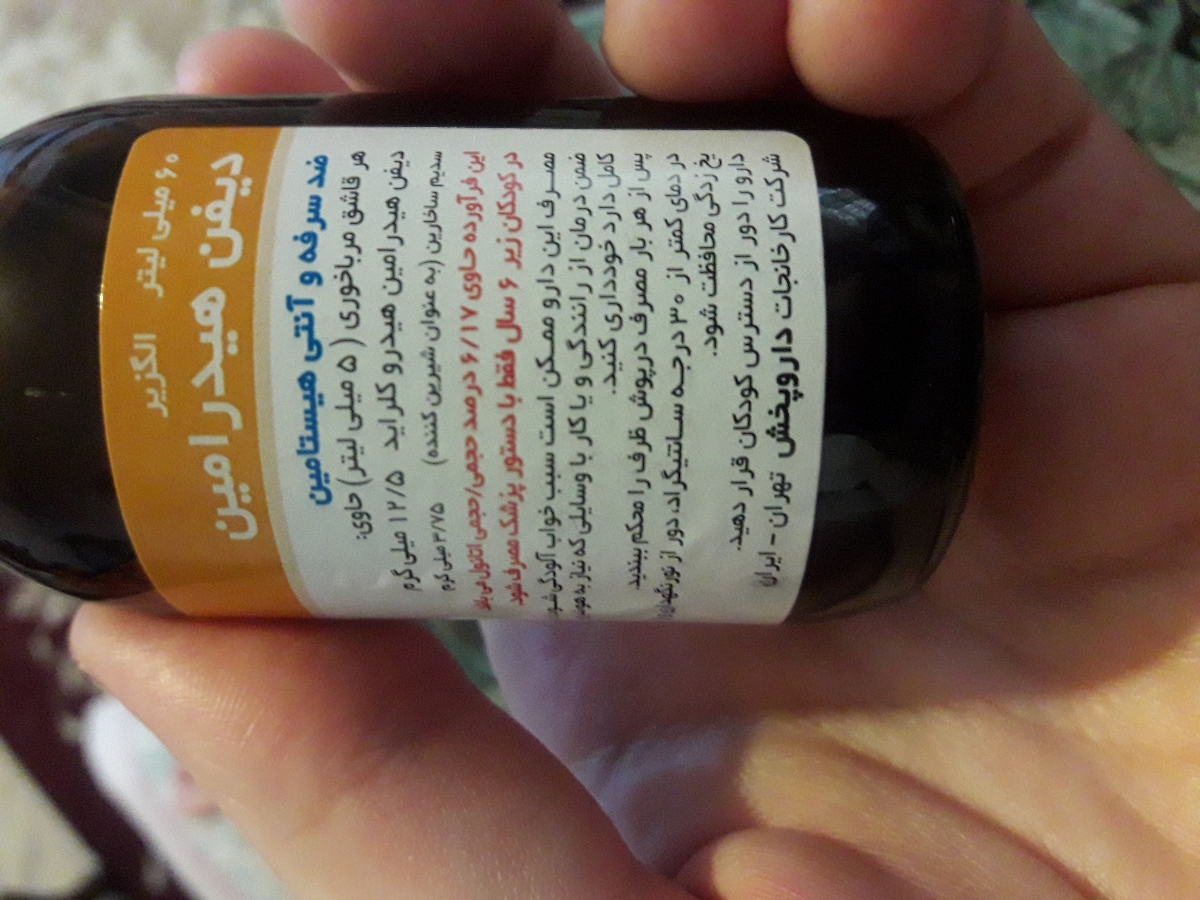 ۶۰ میلی لیتر الگزیر
دیفن هیدرامین
ضد سرفه و آنتی هیستامین
هر قاشق مرباخوری (۵ میلی لیتر) حاوی:
دیفن هیدرامین هیدروکلراید ۱۲/۵ میلی گرم
سدیم ساخارین (به عنوان شیرین کننده) ۳/۷۵ میلی گرم
این فرآورده حاوی ۶/۱۷ درصد حجمی/حجمی اتانول می باشد
در کودکان زیر ۶ سال فقط با دستور پزشک مصرف شود
مصرف این دارو ممکن است سبب خواب آلودگی شود
ضمن درمان از رانندگی و یا کار با وسایلی که نیاز به
کامل دارد خودداری کنید.
پس از هر بار مصرف درپوش ظرف را محکم ببندید.
در دمای کمتر از ۳۰ درجه سانتیگراد، دور از نور
یخ زدگی محافظت شود.
دارو را دور از دسترس کودکان قرار دهید.
شرکت کارخانجات داروپخش تهران - ایران